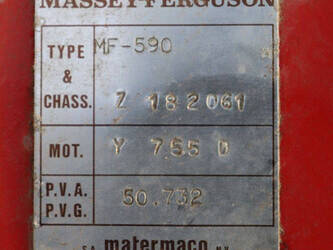 MASSEY-FERGUSON
TYPE & CHASS. MF-590
Z 182061
MOT. Y 755 D
P.V.A. P.V.G. 50.732
S.A. matermaco N.V.